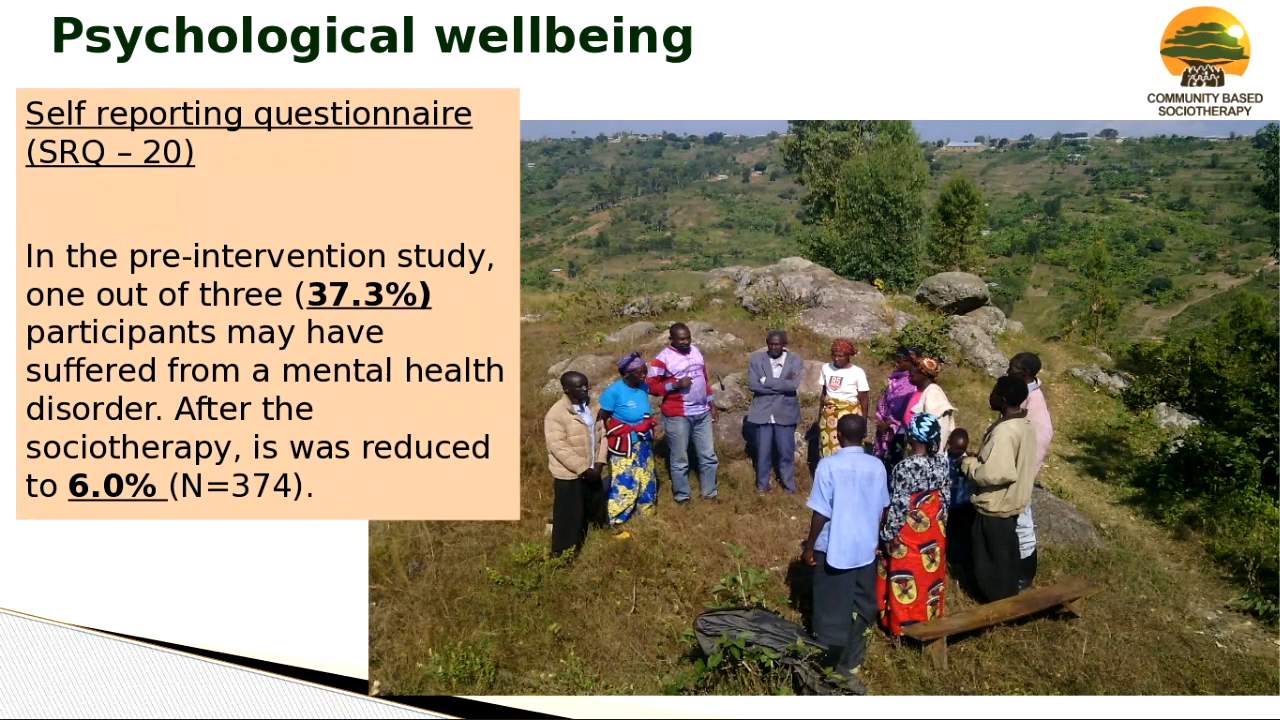 Psychological wellbeing
COMMUNITY BASED
SOCIOTHERAPY
Self reporting questionnaire
(SRQ – 20)
In the pre-intervention study,
one out of three (37.3%)
participants may have
suffered from a mental health
disorder. After the
sociotherapy, is was reduced
to 6.0% (N=374).